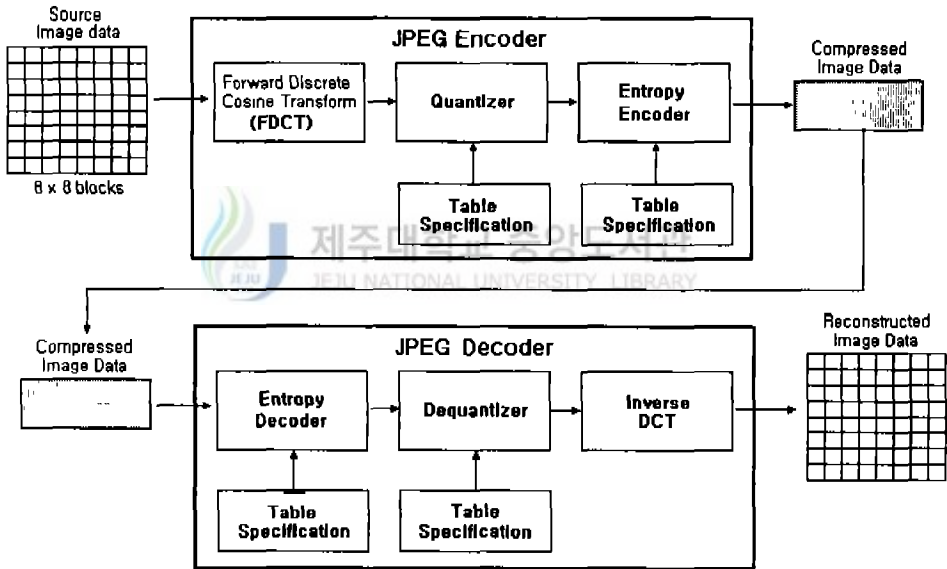 Source
Image data
8 x 8 blocks
JPEG Encoder
Forward Discrete
Cosine Transform
(FDCT)
Quantizer
Entropy
Encoder
Table
Specification
Table
Specification
Compressed
Image Data
제주대학교 중앙도서관
JEJU NATIONAL UNIVERSITY LIBRARY
JEJU
Compressed
Image Data
JPEG Decoder
Entropy
Decoder
Dequantizer
Inverse
DCT
Table
Specification
Table
Specification
Reconstructed
Image Data